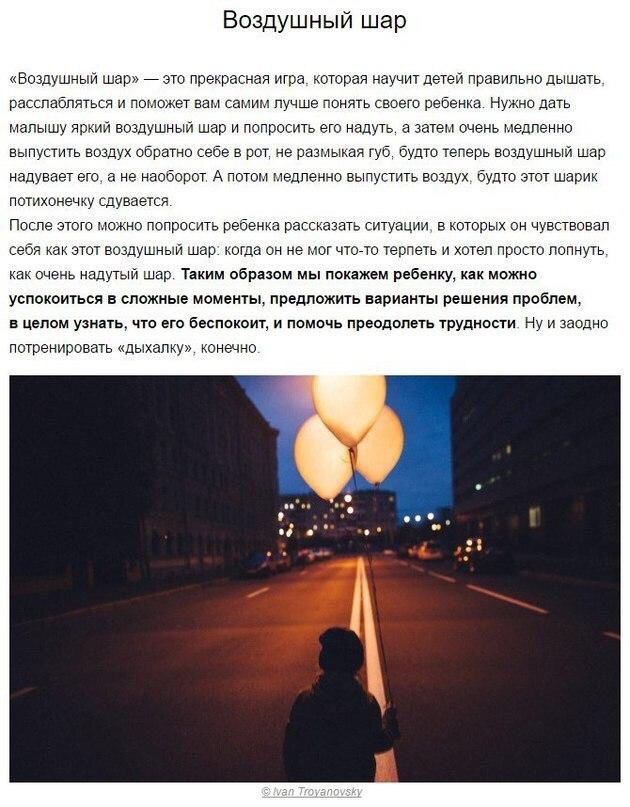 Воздушный шар
«Воздушный шар» — это прекрасная игра, которая научит детей правильно дышать,
расслабляться и поможет вам самим лучше понять своего ребенка. Нужно дать
малышу яркий воздушный шар и попросить его надуть, а затем очень медленно
выпустить воздух обратно себе в рот, не размыкая губ, будто теперь воздушный шар
надувает его, а не наоборот. А потом медленно выпустить воздух, будто этот шарик
потихонечку сдувается.
После этого можно попросить ребенка рассказать ситуации, в которых он чувствовал
себя как этот воздушный шар: когда он не мог что-то терпеть и хотел просто лопнуть,
как очень надутый шар. Таким образом мы покажем ребенку, как можно
успокоиться в сложные моменты, предложить варианты решения проблем,
в целом узнать, что его беспокоит, и помочь преодолеть трудности. Ну и заодно
потренировать «дыхалку», конечно.
© Ivan Troyanovsky